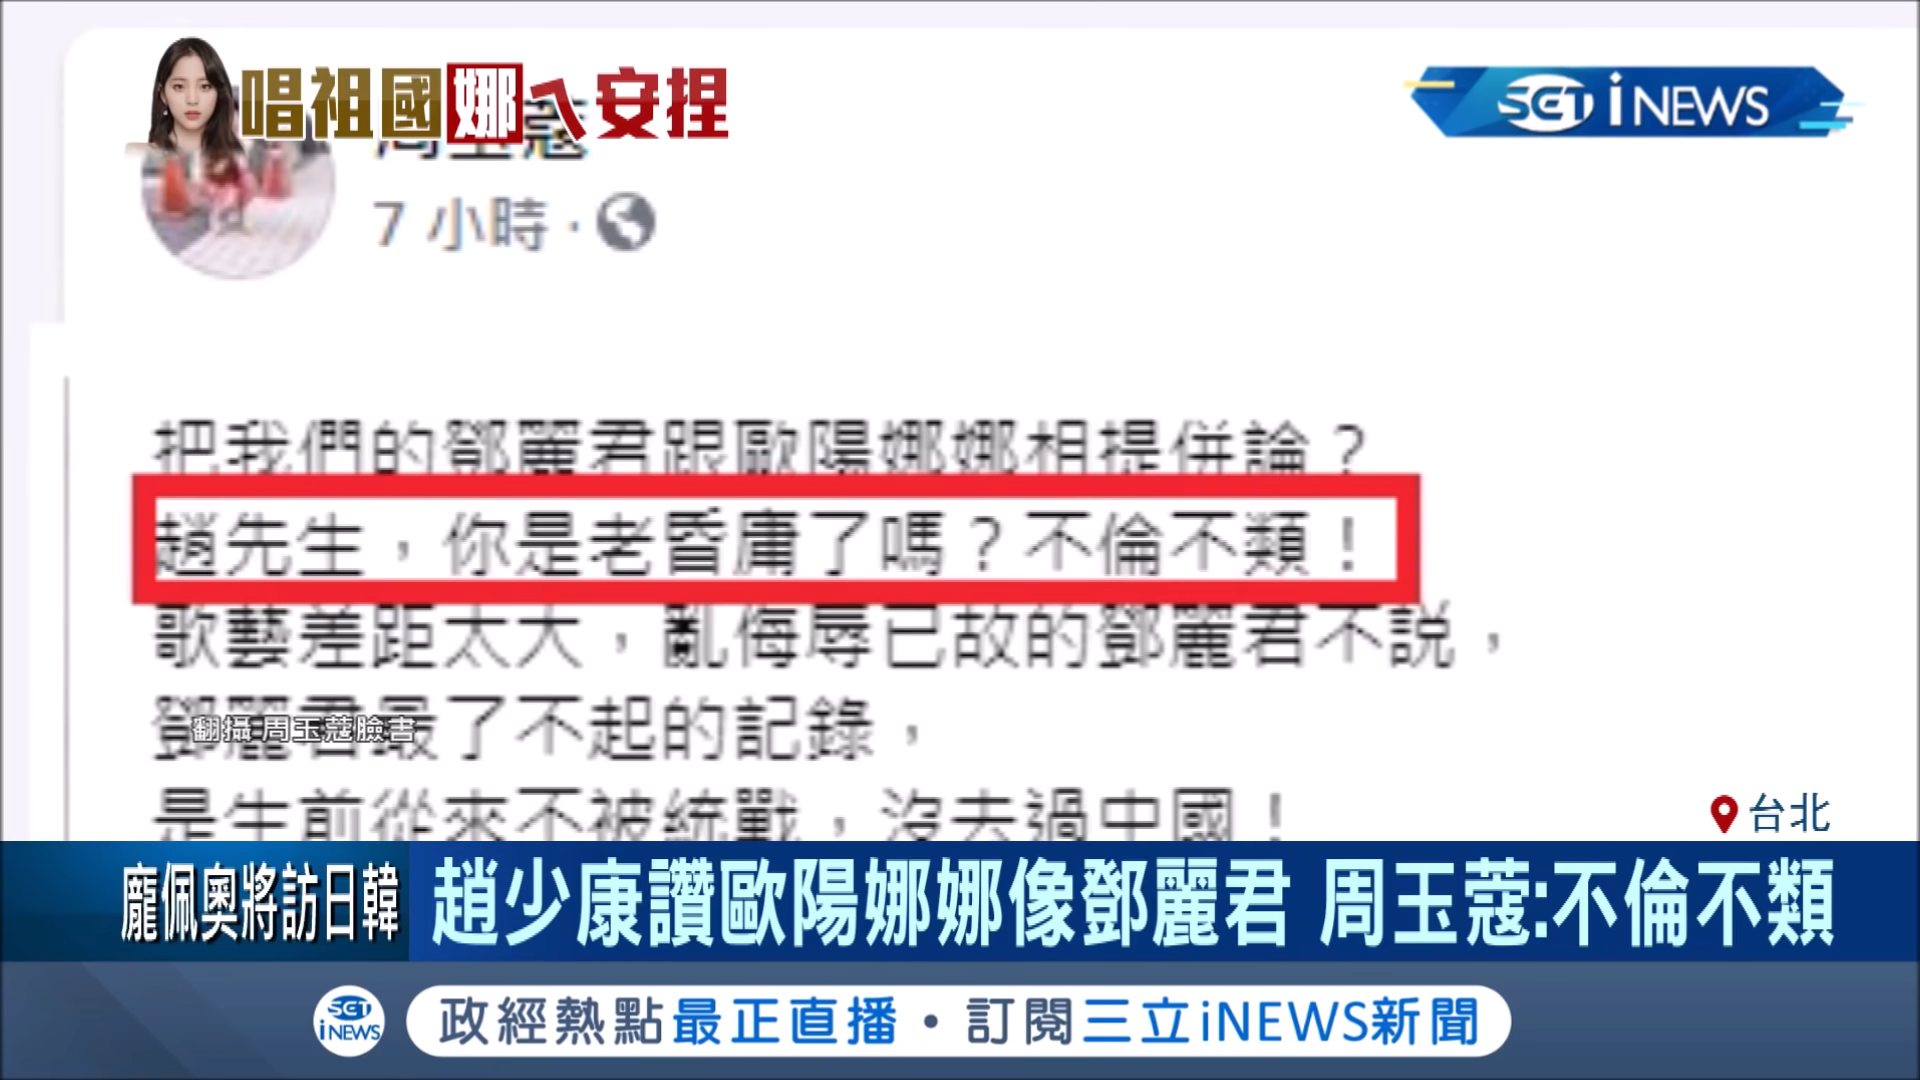 唱祖國娜ㄟ安捏
SET iNEWS
周玉蔻
7 小時 ·
把我們的鄧麗君跟歐陽娜娜相提併論？
趙先生，你是老昏庸了嗎？不倫不類！
歌藝差距太大，亂侮辱已故的鄧麗君不説，
鄧麗君最了不起的記錄，
翻攝 周玉蔻臉書
是生前從來不被統戰，沒去過中國！
台北
龐佩奧將訪日韓
趙少康讚歐陽娜娜像鄧麗君 周玉蔻:不倫不類
SET iNEWS
政經熱點最正直播・訂閱三立iNEWS新聞